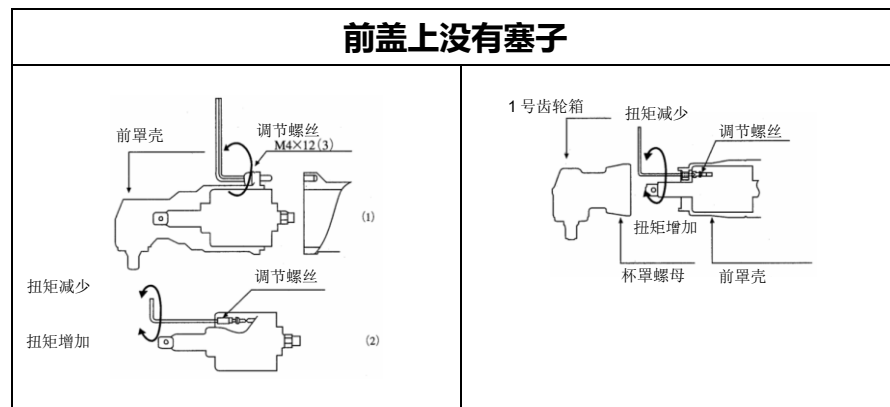 前盖上没有塞子
前罩壳
调节螺丝
M4×12(3)
(1)
扭矩减少
调节螺丝
扭矩增加
(2)
1号齿轮箱
扭矩减少
调节螺丝
扭矩增加
杯罩螺母
前罩壳